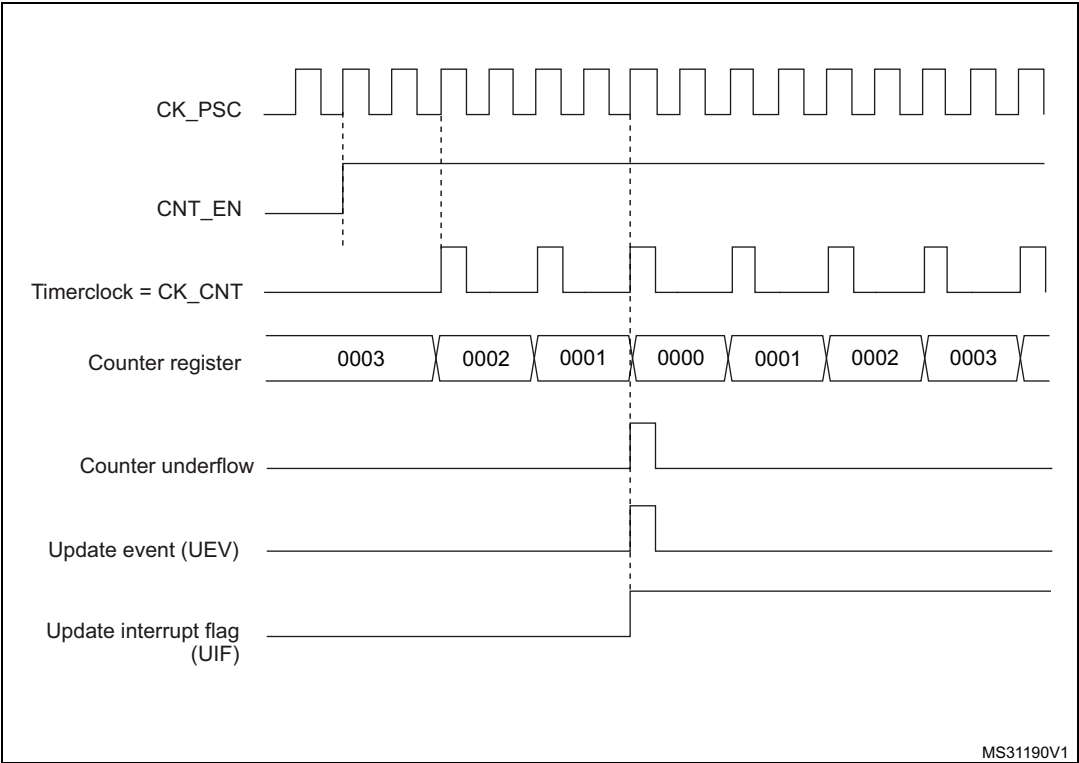 CK_PSC
CNT_EN
Timerclock = CK_CNT
Counter register
0003 0002 0001 0000 0001 0002 0003
Counter underflow
Update event (UEV)
Update interrupt flag
(UIF)
MS31190V1